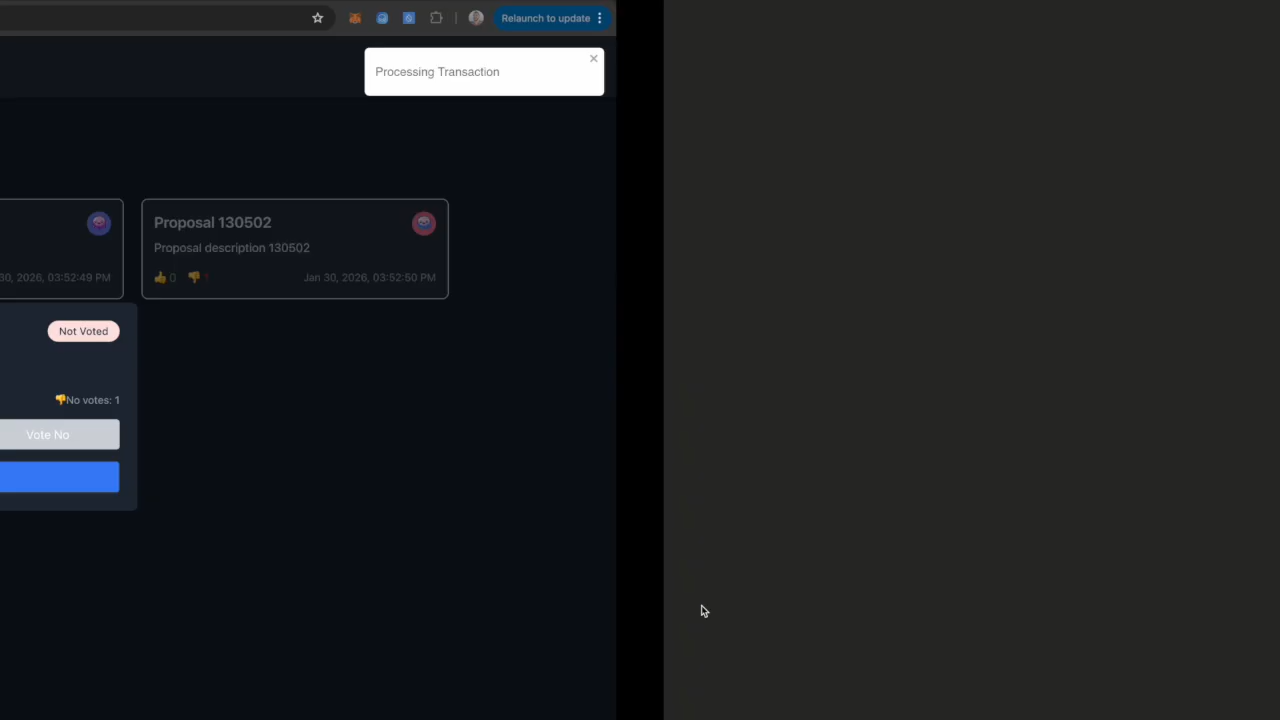 Relaunch to update
Processing Transaction
Proposal 130502
Proposal description 130502
30, 2026, 03:52:49 PM
0
1
Jan 30, 2026, 03:52:50 PM
Not Voted
No votes: 1
Vote No